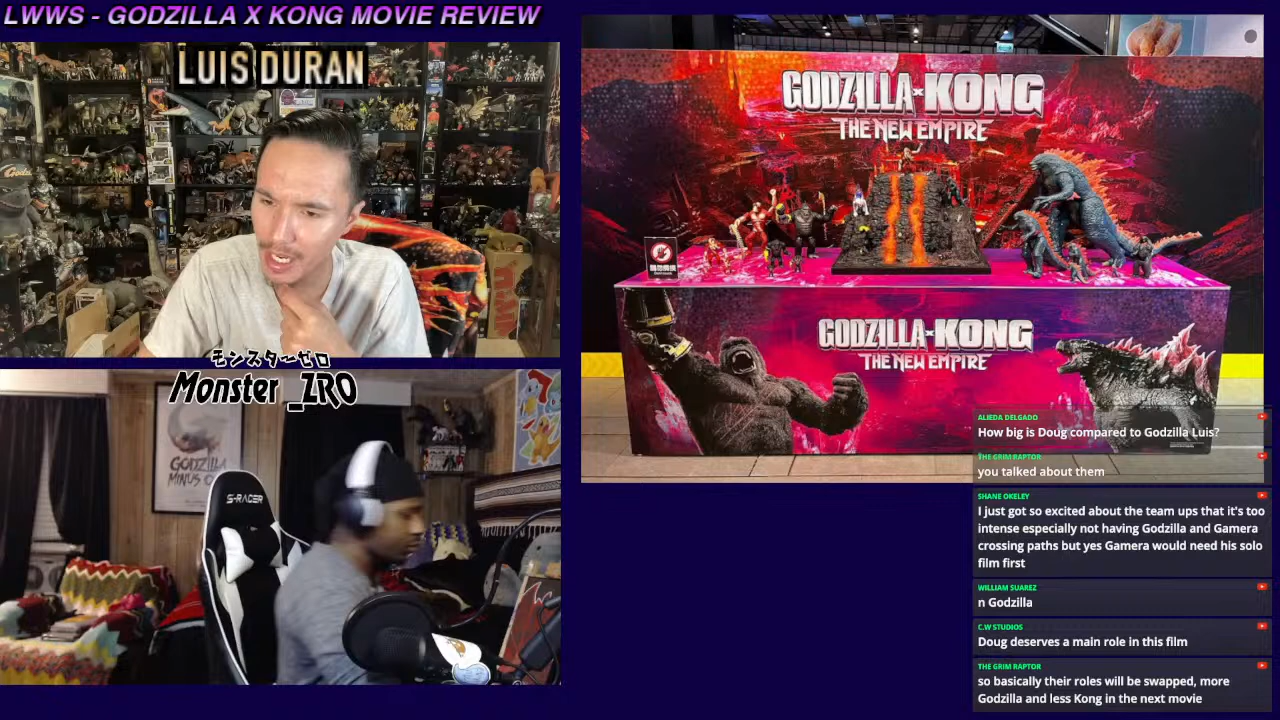 LWWS - GODZILLA X KONG MOVIE REVIEW
LUIS DURAN
モンスターゼロ
Monster _ZRO
GODZILLA
MINUS O
S-RACER
GODZILLA x KONG
THE NEW EMPIRE
GODZILLA x KONG
THE NEW EMPIRE
ALIEDA DELGADO
How big is Doug compared to Godzilla Luis?
THE GRIM RAPTOR
you talked about them
SHANE OKELEY
I just got so excited about the team ups that it's too
intense especially not having Godzilla and Gamera
crossing paths but yes Gamera would need his solo
film first
WILLIAM SUAREZ
n Godzilla
C.W STUDIOS
Doug deserves a main role in this film
THE GRIM RAPTOR
so basically their roles will be swapped, more
Godzilla and less Kong in the next movie